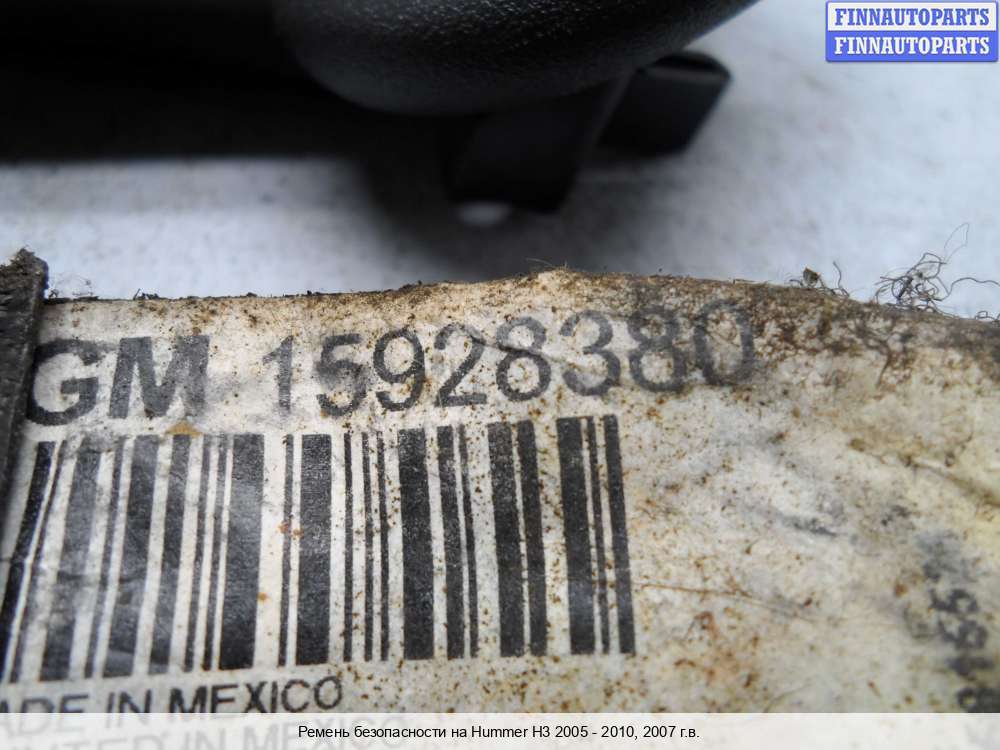 FINNAUTOPARTS
FINNAUTOPARTS
GM 15928380
MADE IN MEXICO
Ремень безопасности на Hummer H3 2005 - 2010, 2007 г.в.